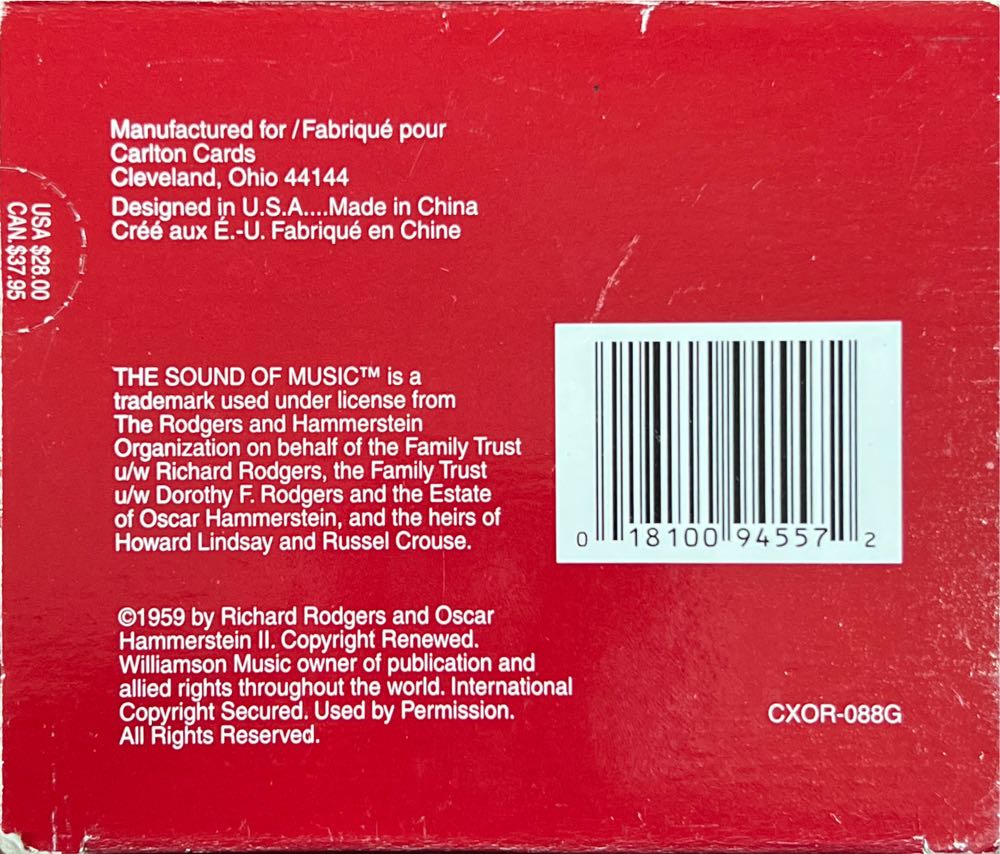 Manufactured for / Fabriqué pour
Carlton Cards
Cleveland, Ohio 44144
Designed in U.S.A....Made in China
Créé aux É.-U. Fabriqué en Chine
USA $28.00
CAN. $37.95
THE SOUND OF MUSIC™ is a
trademark used under license from
The Rodgers and Hammerstein
Organization on behalf of the Family Trust
u/w Richard Rodgers, the Family Trust
u/w Dorothy F. Rodgers and the Estate
of Oscar Hammerstein, and the heirs of
Howard Lindsay and Russel Crouse.
0 18100 94557 2
©1959 by Richard Rodgers and Oscar
Hammerstein II. Copyright Renewed.
Williamson Music owner of publication and
allied rights throughout the world. International
Copyright Secured. Used by Permission.
All Rights Reserved.
CXOR-088G